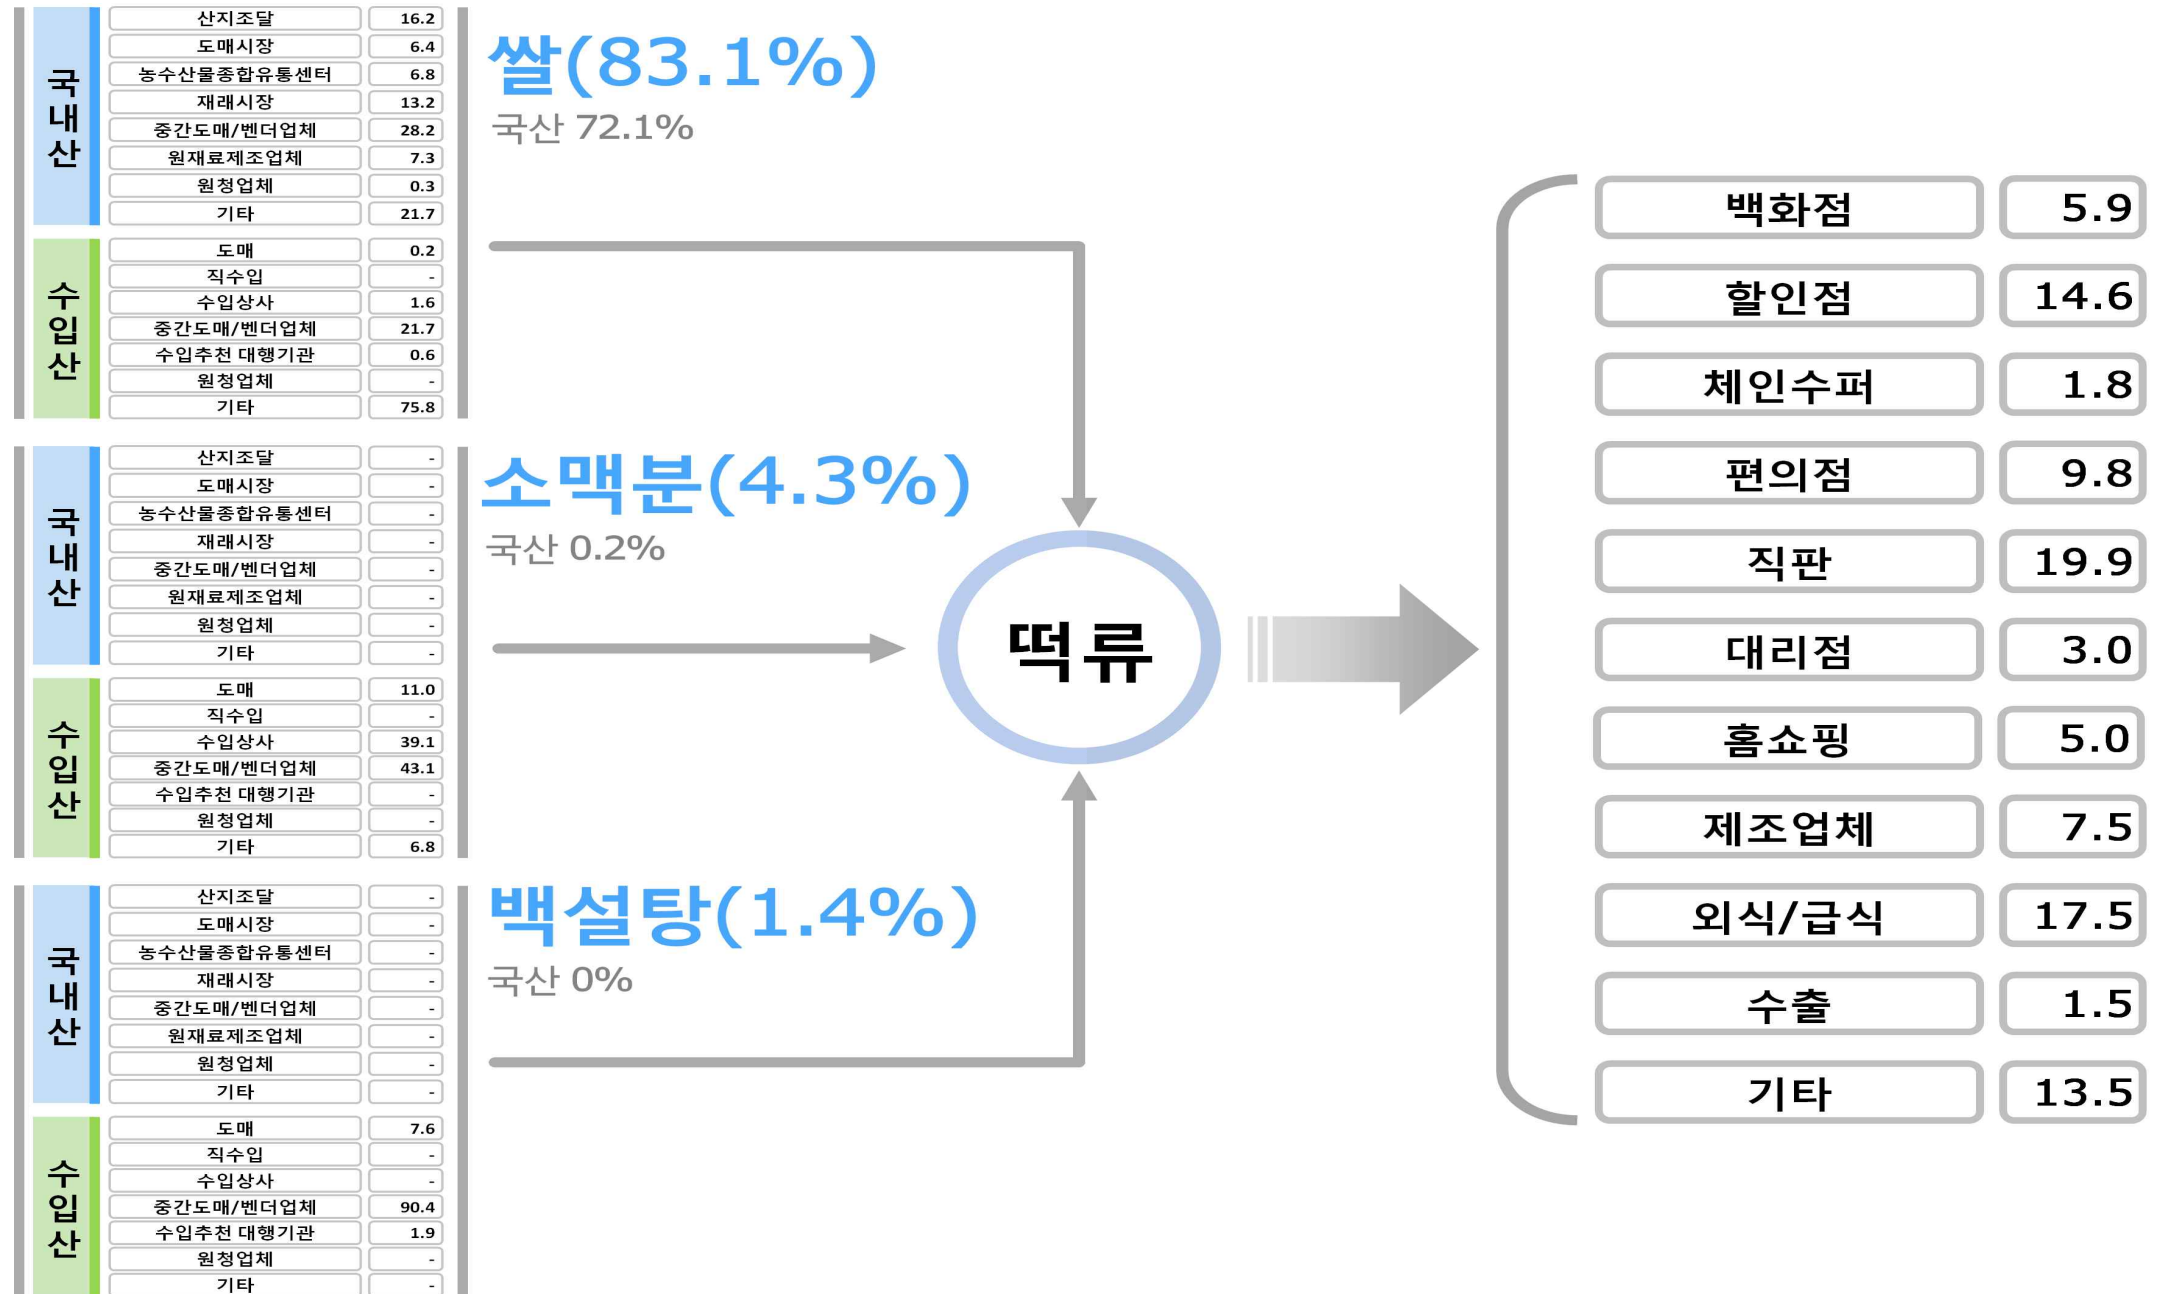 국내산
산지조달 16.2
도매시장 6.4
농수산물종합유통센터 6.8
재래시장 13.2
중간도매/벤더업체 28.2
원재료제조업체 7.3
원청업체 0.3
기타 21.7
수입산
도매 0.2
직수입 -
수입상사 1.6
중간도매/벤더업체 21.7
수입추천 대행기관 0.6
원청업체 -
기타 75.8
쌀(83.1%)
국산 72.1%
국내산
산지조달 -
도매시장 -
농수산물종합유통센터 -
재래시장 -
중간도매/벤더업체 -
원재료제조업체 -
원청업체 -
기타 -
수입산
도매 11.0
직수입 -
수입상사 39.1
중간도매/벤더업체 43.1
수입추천 대행기관 -
원청업체 -
기타 6.8
소맥분(4.3%)
국산 0.2%
국내산
산지조달 -
도매시장 -
농수산물종합유통센터 -
재래시장 -
중간도매/벤더업체 -
원재료제조업체 -
원청업체 -
기타 -
수입산
도매 7.6
직수입 -
수입상사 -
중간도매/벤더업체 90.4
수입추천 대행기관 1.9
원청업체 -
기타 -
백설탕(1.4%)
국산 0%
떡류
백화점 5.9
할인점 14.6
체인수퍼 1.8
편의점 9.8
직판 19.9
대리점 3.0
홈쇼핑 5.0
제조업체 7.5
외식/급식 17.5
수출 1.5
기타 13.5